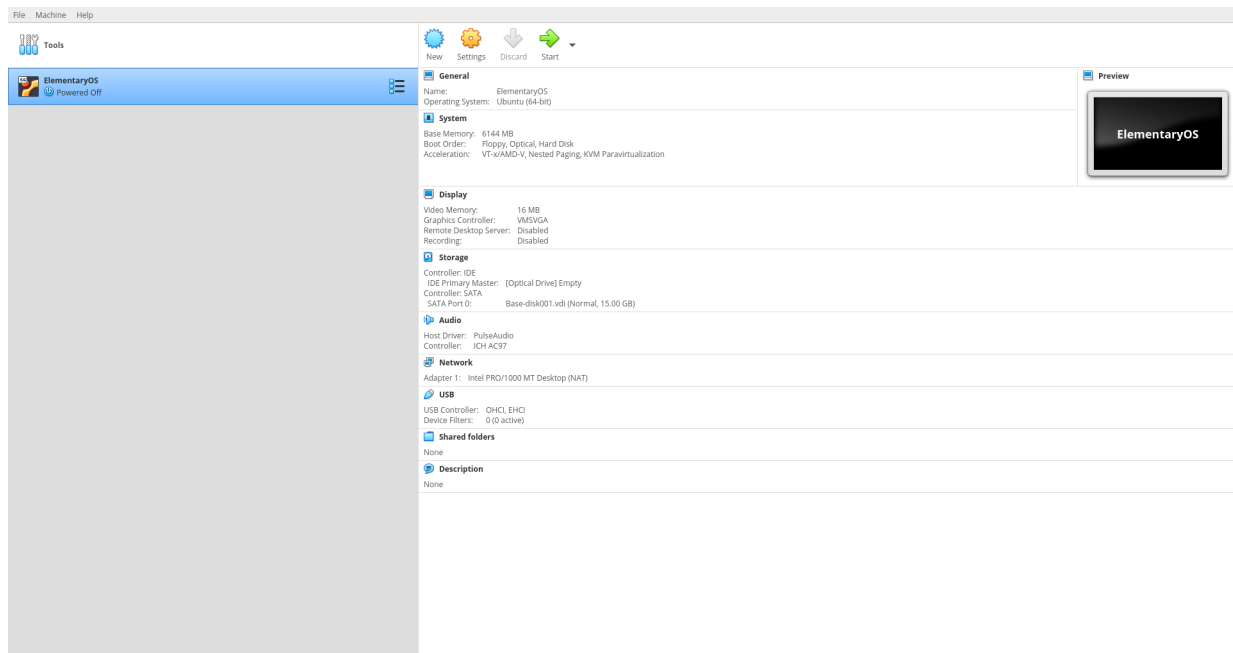 File Machine Help
Tools
ElementaryOS
Powered Off
New Settings Discard Start
General
Name: ElementaryOS
Operating System: Ubuntu (64-bit)
System
Base Memory: 6144 MB
Boot Order: Floppy, Optical, Hard Disk
Acceleration: VT-x/AMD-V, Nested Paging, KVM Paravirtualization
Preview
ElementaryOS
Display
Video Memory: 16 MB
Graphics Controller: VMSVGA
Remote Desktop Server: Disabled
Recording: Disabled
Storage
Controller: IDE
IDE Primary Master: [Optical Drive] Empty
Controller: SATA
SATA Port 0: Base-disk001.vdi (Normal, 15.00 GB)
Audio
Host Driver: PulseAudio
Controller: ICH AC97
Network
Adapter 1: Intel PRO/1000 MT Desktop (NAT)
USB
USB Controller: OHCI, EHCI
Device Filters: 0 (0 active)
Shared folders
None
Description
None